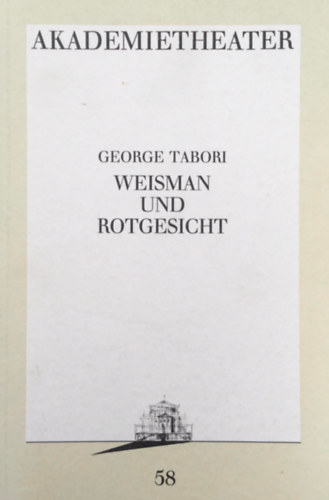 AKADEMIETHEATER
GEORGE TABORI
WEISMAN
UND
ROTGESICHT
58